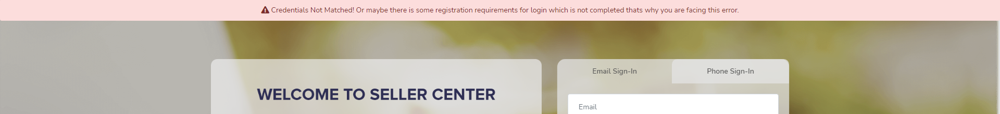 Credentials Not Matched! Or maybe there is some registration requirements for login which is not completed thats why you are facing this error.
Email Sign-In
Phone Sign-In
WELCOME TO SELLER CENTER
Email